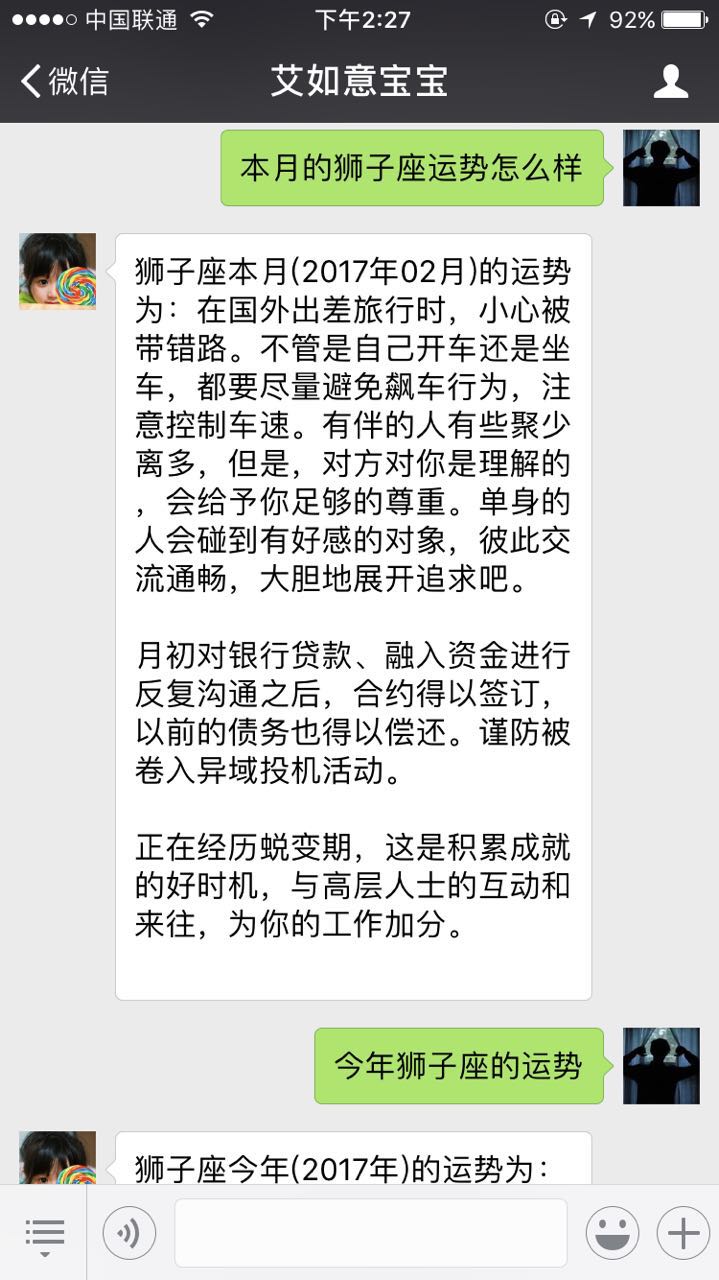 中国联通 下午2:27 92%
微信 艾如意宝宝
本月的狮子座运势怎么样
狮子座本月(2017年02月)的运势
为：在国外出差旅行时，小心被
带错路。不管是自己开车还是坐
车，都要尽量避免飙车行为，注
意控制车速。有伴的人有些聚少
离多，但是，对方对你是理解的
，会给予你足够的尊重。单身的
人会碰到有好感的对象，彼此交
流通畅，大胆地展开追求吧。
月初对银行贷款、融入资金进行
反复沟通之后，合约得以签订，
以前的债务也得以偿还。谨防被
卷入异域投机活动。
正在经历蜕变期，这是积累成就
的好时机，与高层人士的互动和
来往，为你的工作加分。
今年狮子座的运势
狮子座今年(2017年)的运势为：